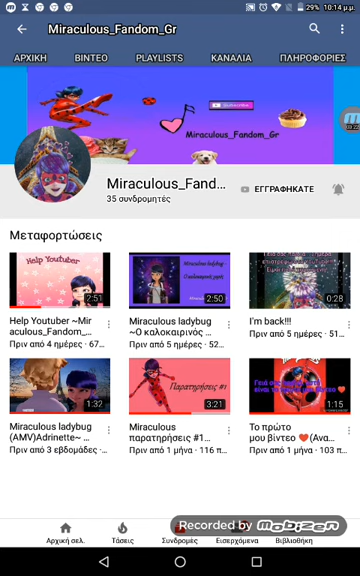 29% 10:14 μ.μ.
Miraculous_Fandom_Gr
ΑΡΧΙΚΗ ΒΙΝΤΕΟ PLAYLISTS ΚΑΝΑΛΙΑ ΠΛΗΡΟΦΟΡΙΕΣ
Miraculous_Fandom_Gr
Miraculous_Fand...
ΕΓΓΡΑΦΗΚΑΤΕ
35 συνδρομητές
Μεταφορτώσεις
Help Youtuber
2:51
2:50
0:28
Help Youtuber ~Mir
aculous_Fandom_...
Πριν από 4 ημέρες · 67...
Miraculous ladybug
~Ο καλοκαιρινός ...
Πριν από 5 ημέρες · 52...
I'm back!!!
Πριν από 5 ημέρες · 51...
1:32
Παρατηρήσεις #1
3:21
1:15
Miraculous ladybug
(AMV)Adrinette~ ...
Πριν από 3 εβδομάδες ·...
Miraculous
παρατηρήσεις #1...
Πριν από 1 μήνα · 116 π...
Το πρώτο
μου βίντεο ❤️(Ανα...
Πριν από 1 μήνα · 103 π...
Recorded by Mobizen
Αρχική σελ. Τάσεις Συνδρομές Εισερχόμενα Βιβλιοθήκη